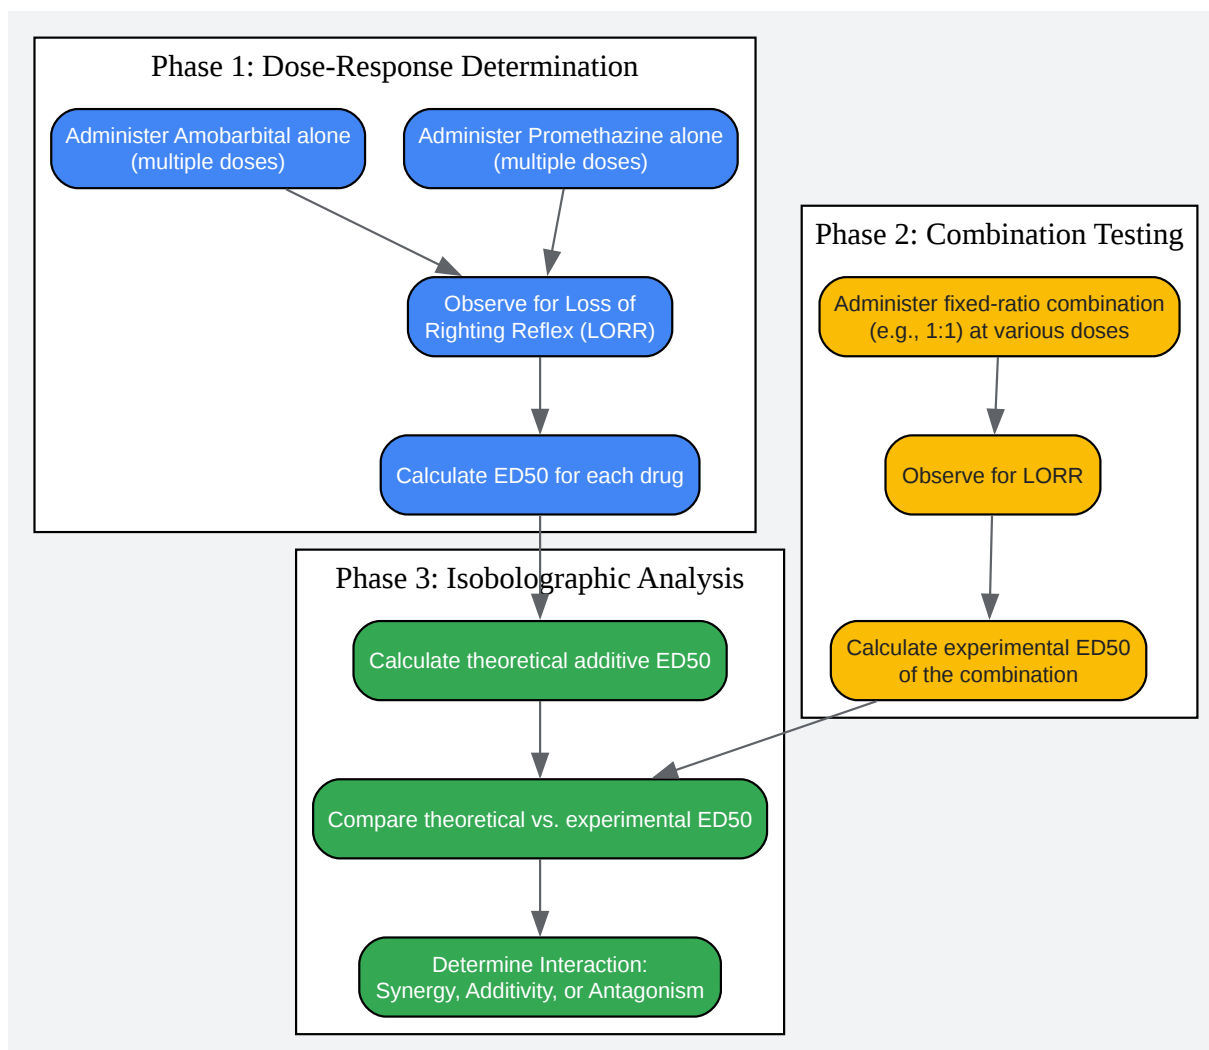 Phase 1: Dose-Response Determination
Administer Amobarbital alone
(multiple doses)
Administer Promethazine alone
(multiple doses)
Observe for Loss of
Righting Reflex (LORR)
Calculate ED50 for each drug
Phase 2: Combination Testing
Administer fixed-ratio combination
(e.g., 1:1) at various doses
Observe for LORR
Calculate experimental ED50
of the combination
Phase 3: Isobolographic Analysis
Calculate theoretical additive ED50
Compare theoretical vs. experimental ED50
Determine Interaction:
Synergy, Additivity, or Antagonism